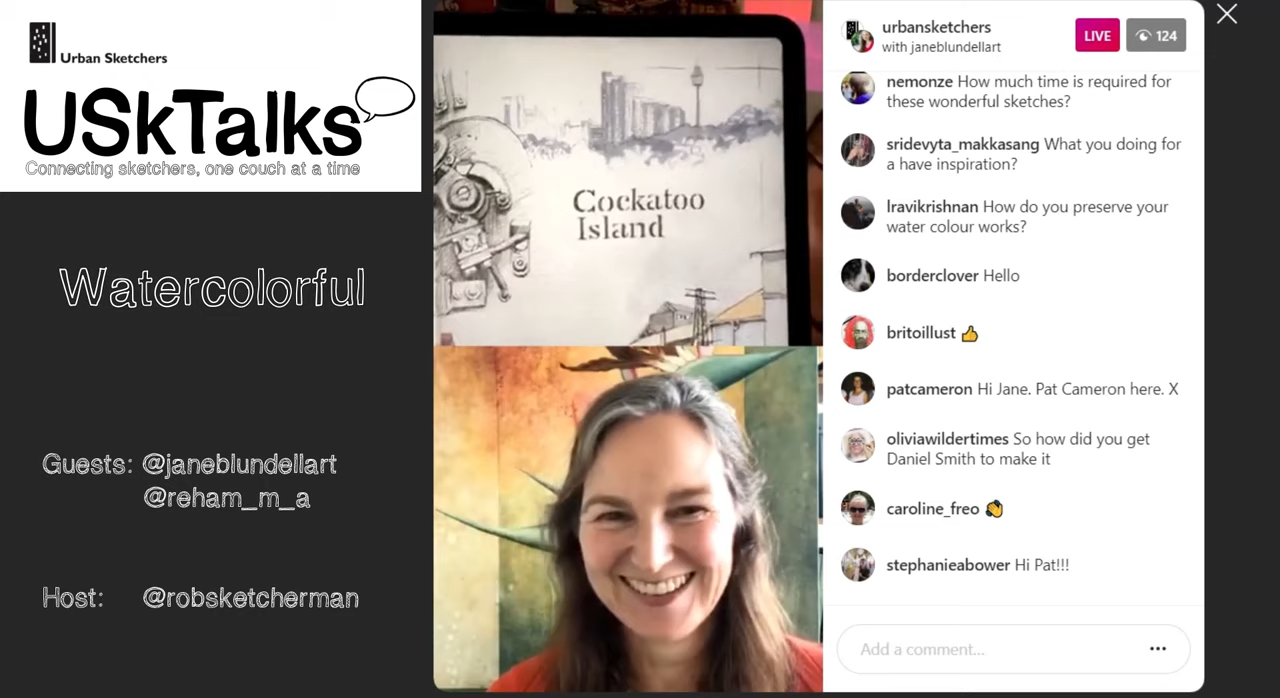 Urban Sketchers
USkTalks
Connecting sketchers, one couch at a time
Watercolorful
Guests: @janeblundellart
@reham_m_a
Host: @robsketcherman
Cockatoo
Island
urbansketchers
with janeblundellart
LIVE
124
nemonze How much time is required for
these wonderful sketches?
sridevyta_makkasang What you doing for
a have inspiration?
lravikrishnan How do you preserve your
water colour works?
borderclover Hello
britoillust 👍
patcameron Hi Jane. Pat Cameron here. X
oliviawildertimes So how did you get
Daniel Smith to make it
caroline_freo 👏
stephanieabower Hi Pat!!!
Add a comment...